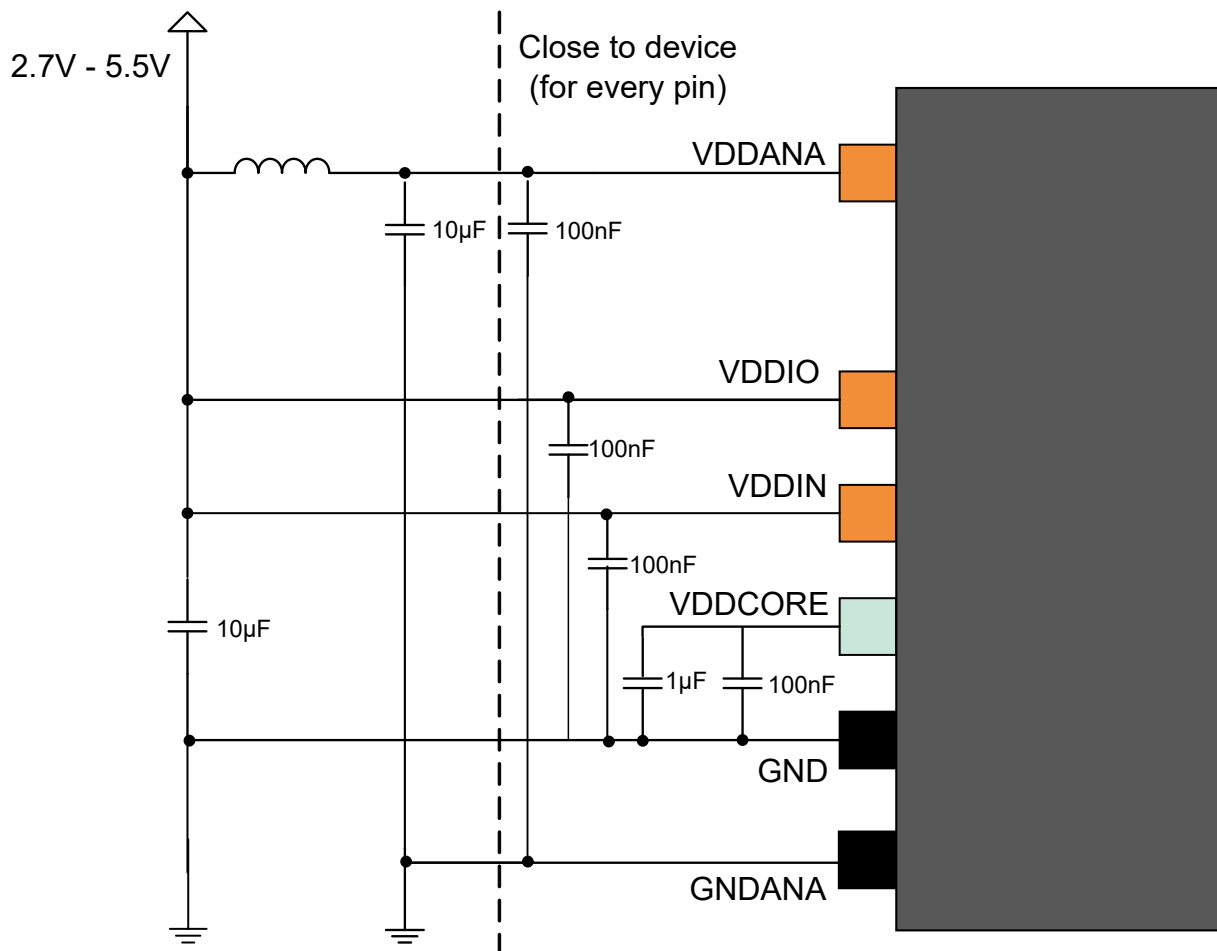 2.7V - 5.5V
Close to device
(for every pin)
VDDANA
10µF
100nF
VDDIO
100nF
VDDIN
100nF
VDDCORE
10µF
1µF
100nF
GND
GNDANA